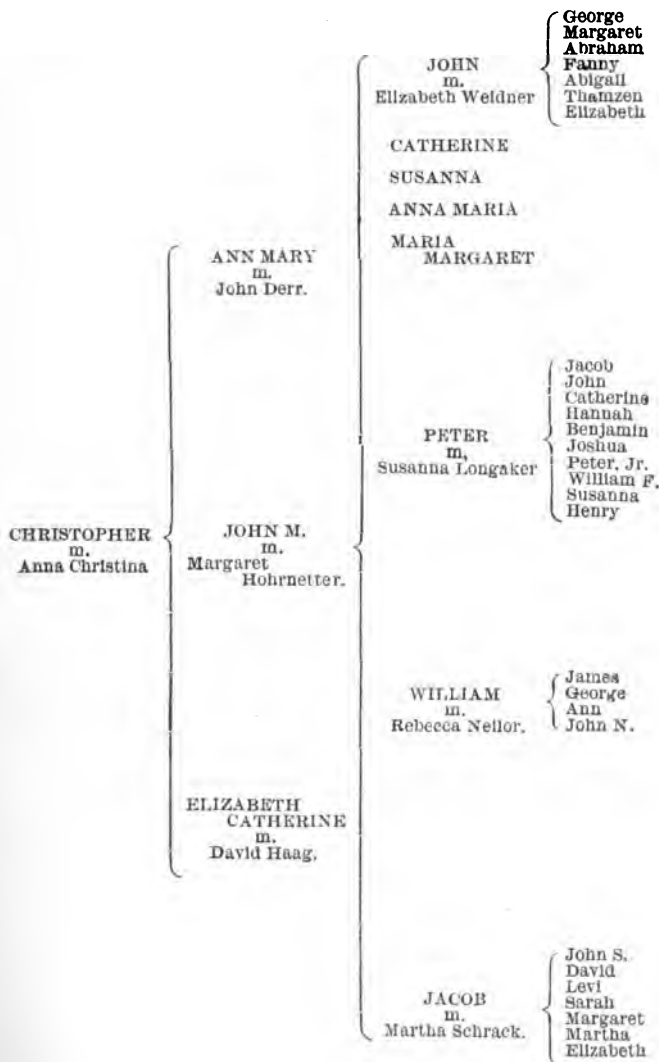 CHRISTOPHER
m.
Anna Christina
ANN MARY
m.
John Derr.
JOHN M.
m.
Margaret
Hohrnetter.
ELIZABETH
CATHERINE
m.
David Haag.
JOHN
m.
Elizabeth Weidner
CATHERINE
SUSANNA
ANNA MARIA
MARIA
MARGARET
PETER
m,
Susanna Longaker
WILLIAM
m.
Rebecca Neilor.
JACOB
m.
Martha Schrack.
George
Margaret
Abraham
Fanny
Abigail
Thamzen
Elizabeth
Jacob
John
Catherine
Hannah
Benjamin
Joshua
Peter, Jr.
William F.
Susanna
Henry
James
George
Ann
John N.
John S.
David
Levi
Sarah
Margaret
Martha
Elizabeth